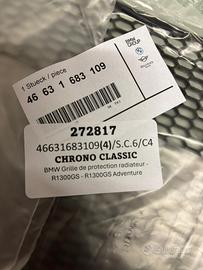 1 Stueck / piece
46 63 1 683 109
BMW
GROUP
272817
46631683109(4)/S.C.6/C4
CHRONO CLASSIC
BMW Grille de protection radiateur -
R1300GS - R1300GS Adventure